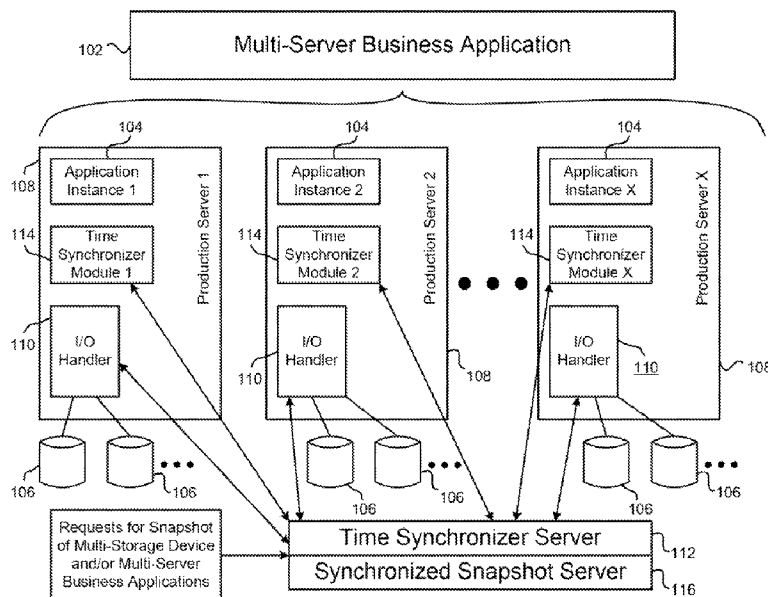 Multi-Server Business Application
102
104
104
104
108
Application
Instance 1
Production Server 1
114
Time
Synchronizer
Module 1
110
I/O
Handler
Application
Instance 2
Production Server 2
114
Time
Synchronizer
Module 2
110
I/O
Handler
108
Application
Instance X
Production Server X
114
Time
Synchronizer
Module X
I/O
Handler
110
108
106
106
106
106
106
106
Requests for Snapshot
of Multi-Storage Device
and/or Multi-Server
Business Applications
Time Synchronizer Server
112
Synchronized Snapshot Server
116